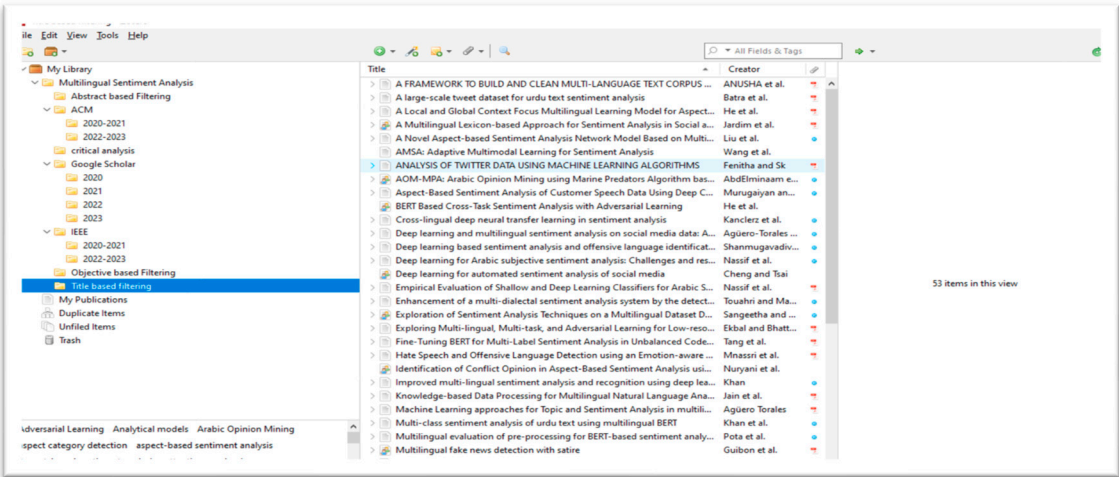 ile Edit View Tools Help
All Fields & Tags
My Library
Multilingual Sentiment Analysis
Abstract based Filtering
ACM
2020-2021
2022-2023
critical analysis
Google Scholar
2020
2021
2022
2023
IEEE
2020-2021
2022-2023
Objective based Filtering
Title based filtering
My Publications
Duplicate Items
Unfiled Items
Trash
dversarial Learning Analytical models Arabic Opinion Mining
spect category detection aspect-based sentiment analysis
Title Creator
A FRAMEWORK TO BUILD AND CLEAN MULTI-LANGUAGE TEXT CORPUS ... ANUSHA et al.
A large-scale tweet dataset for urdu text sentiment analysis Batra et al.
A Local and Global Context Focus Multilingual Learning Model for Aspect... He et al.
A Multilingual Lexicon-based Approach for Sentiment Analysis in Social a... Jardim et al.
A Novel Aspect-based Sentiment Analysis Network Model Based on Multi... Liu et al.
AMSA: Adaptive Multimodal Learning for Sentiment Analysis Wang et al.
ANALYSIS OF TWITTER DATA USING MACHINE LEARNING ALGORITHMS Fenitha and Sk
AOM-MPA: Arabic Opinion Mining using Marine Predators Algorithm bas... AbdElminaam e...
Aspect-Based Sentiment Analysis of Customer Speech Data Using Deep C... Murugaiyan an...
BERT Based Cross-Task Sentiment Analysis with Adversarial Learning He et al.
Cross-lingual deep neural transfer learning in sentiment analysis Kanclerz et al.
Deep learning and multilingual sentiment analysis on social media data: A... Agüero-Torales ...
Deep learning based sentiment analysis and offensive language identificat... Shanmugavadiv...
Deep learning for Arabic subjective sentiment analysis: Challenges and res... Nassif et al.
Deep learning for automated sentiment analysis of social media Cheng and Tsai
Empirical Evaluation of Shallow and Deep Learning Classifiers for Arabic S... Nassif et al.
Enhancement of a multi-dialectal sentiment analysis system by the detect... Touahri and Ma...
Exploration of Sentiment Analysis Techniques on a Multilingual Dataset D... Sangeetha and ...
Exploring Multi-lingual, Multi-task, and Adversarial Learning for Low-reso... Ekbal and Bhatt...
Fine-Tuning BERT for Multi-Label Sentiment Analysis in Unbalanced Code... Tang et al.
Hate Speech and Offensive Language Detection using an Emotion-aware ... Mnassri et al.
Identification of Conflict Opinion in Aspect-Based Sentiment Analysis usi... Nuryani et al.
Improved multi-lingual sentiment analysis and recognition using deep lea... Khan
Knowledge-based Data Processing for Multilingual Natural Language Ana... Jain et al.
Machine Learning approaches for Topic and Sentiment Analysis in multili... Agüero Torales
Multi-class sentiment analysis of urdu text using multilingual BERT Khan et al.
Multilingual evaluation of pre-processing for BERT-based sentiment analy... Pota et al.
Multilingual fake news detection with satire Guibon et al.
53 items in this view